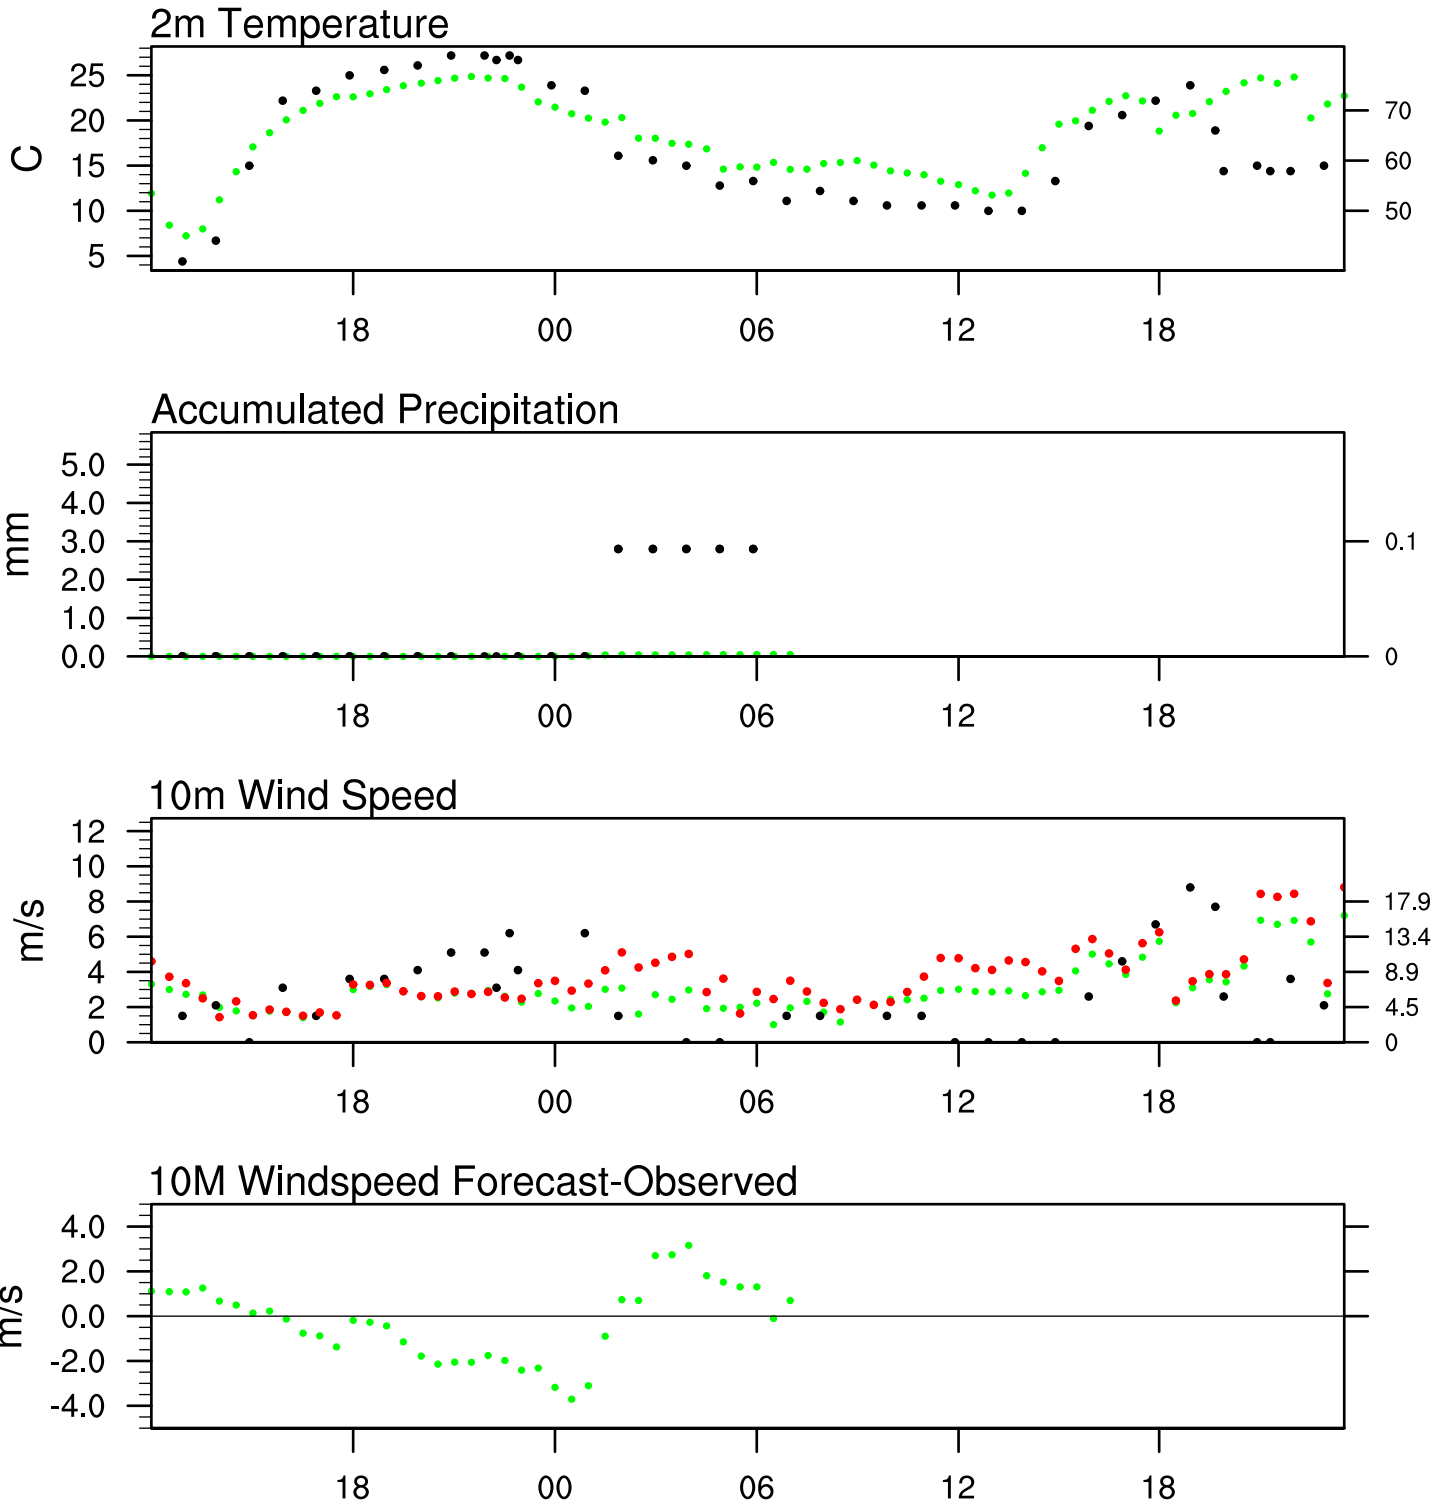 2m Temperature
25
20
15
10
5
C
70
60
50
18 00 06 12 18
Accumulated Precipitation
5.0
4.0
3.0
2.0
1.0
0.0
mm
0.1
0
18 00 06 12 18
10m Wind Speed
12
10
8
6
4
2
0
m/s
17.9
13.4
8.9
4.5
0
18 00 06 12 18
10M Windspeed Forecast-Observed
4.0
2.0
0.0
-2.0
-4.0
m/s
18 00 06 12 18